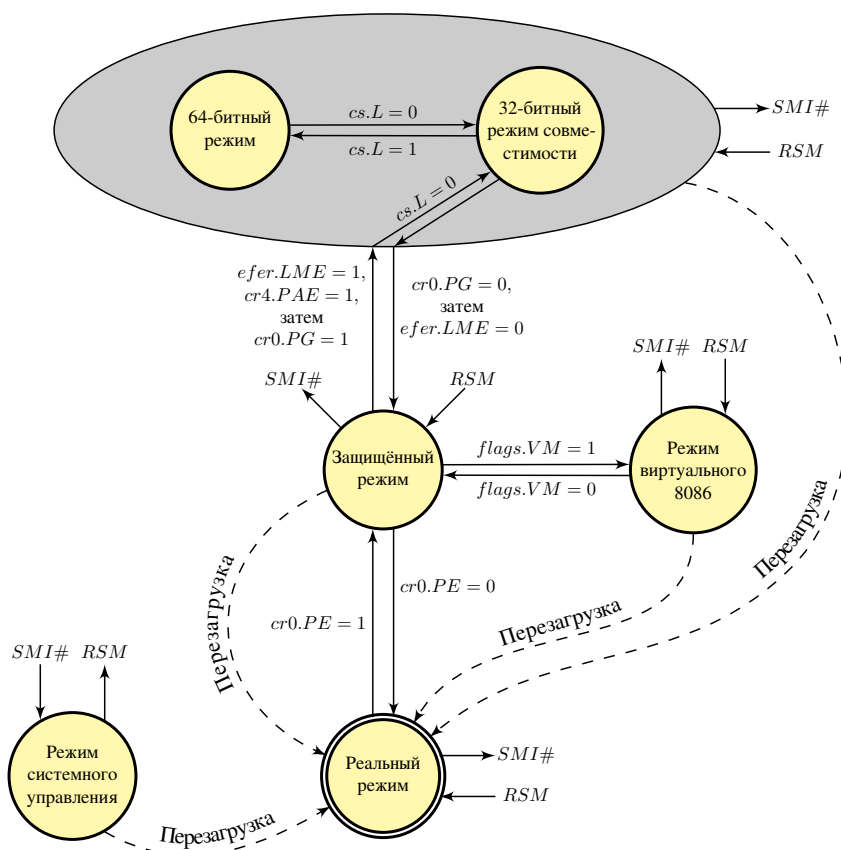 64-битный
режим
cs.L = 0
cs.L = 1
32-битный
режим совме-
стимости
SMI#
RSM
cs.L = 0
efer.LME = 1,
cr4.PAE = 1,
затем
cr0.PG = 1
cr0.PG = 0,
затем
efer.LME = 0
SMI#
RSM
SMI#
RSM
Защищённый
режим
flags.VM = 1
flags.VM = 0
Режим
виртуального
8086
Перезагрузка
Перезагрузка
Перезагрузка
cr0.PE = 1
cr0.PE = 0
SMI#
RSM
Режим
системного
управления
Перезагрузка
Реальный
режим
SMI#
RSM